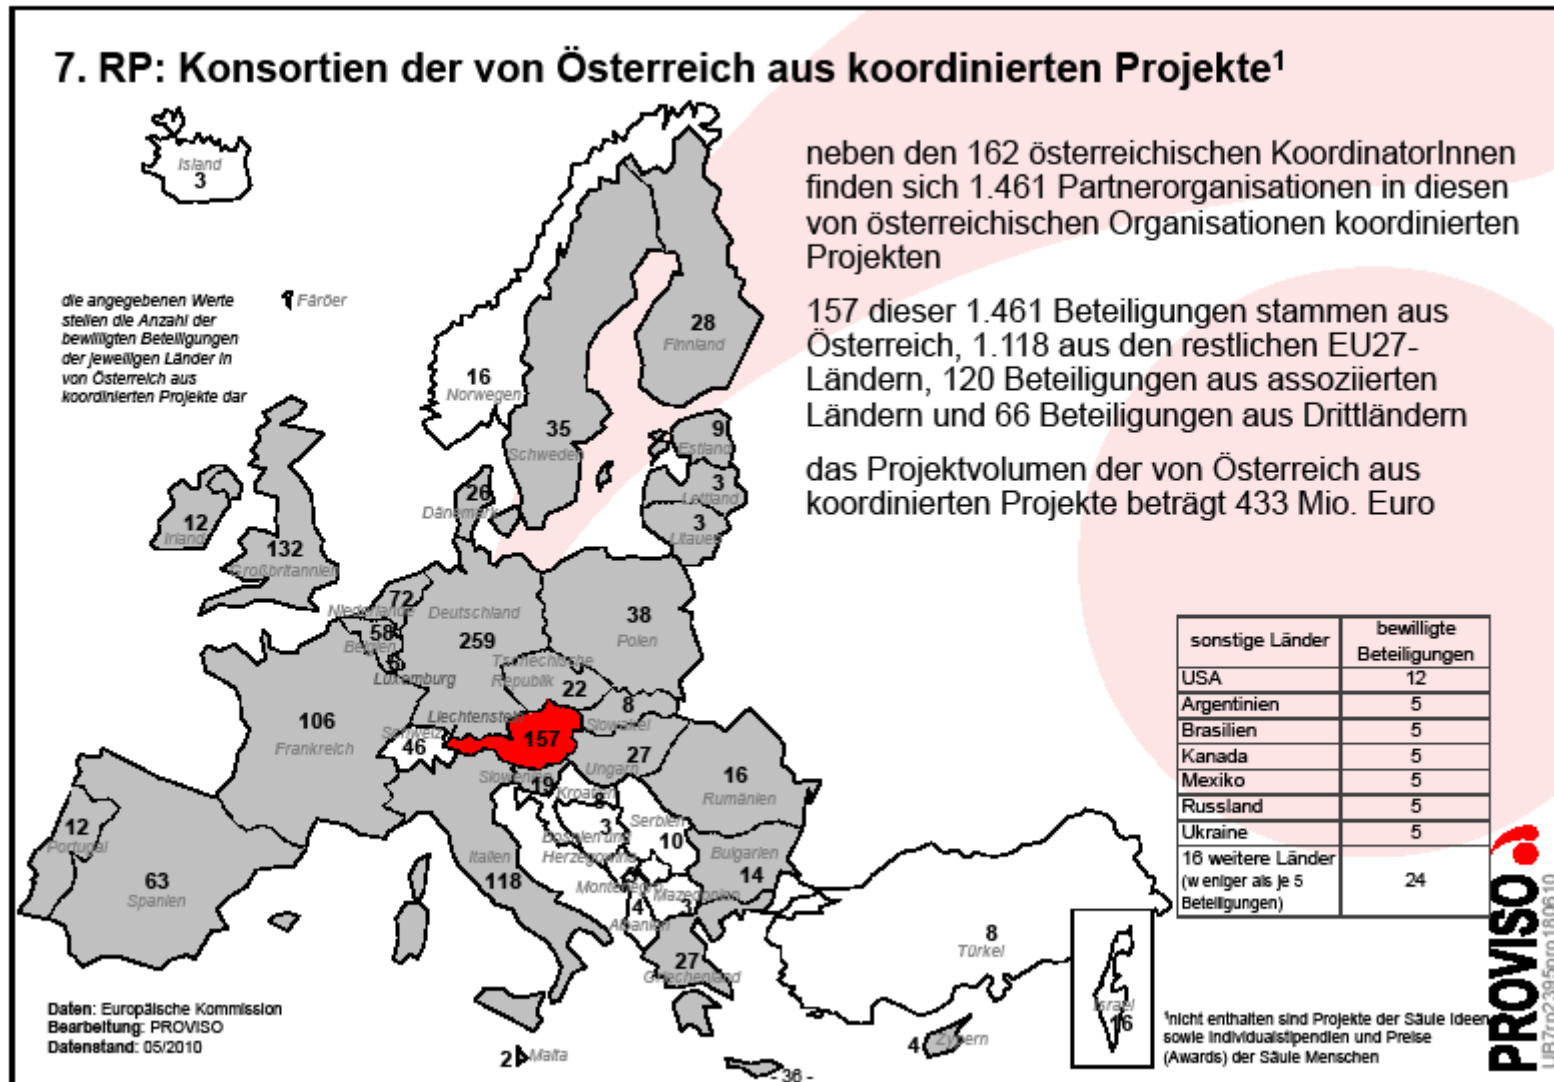 7. RP: Konsortien der von Österreich aus koordinierten Projekte¹
neben den 162 österreichischen KoordinatorInnen
finden sich 1.461 Partnerorganisationen in diesen
von österreichischen Organisationen koordinierten
Projekten
157 dieser 1.461 Beteiligungen stammen aus
Österreich, 1.118 aus den restlichen EU27-
Ländern, 120 Beteiligungen aus assoziierten
Ländern und 66 Beteiligungen aus Drittländern
das Projektvolumen der von Österreich aus
koordinierten Projekte beträgt 433 Mio. Euro
die angegebenen Werte
stellen die Anzahl der
bewilligten Beteiligungen
der jeweiligen Länder in
von Österreich aus
koordinierten Projekte dar
Island
3
Färöer
16
Norwegen
35
Schweden
28
Finnland
9
Estland
3
Lettland
3
Litauen
26
Dänemark
12
Irland
132
Großbritannien
72
Niederlande
58
Belgien
Luxemburg
Deutschland
259
38
Polen
Tschechische
Republik
22
8
Slowakei
Liechtenstein
Schweiz
46
157
106
Frankreich
27
Ungarn
19
Slowenien
Kroatien
8
16
Rumänien
3
Bosnien und
Herzegowina
Serbien
10
Bulgarien
14
Montenegro
Mazedonien
3
4
Albanien
Italien
118
12
Portugal
63
Spanien
27
Griechenland
8
Türkei
4
Zypern
2
Malta
Israel
16
sonstige Länder bewilligte
Beteiligungen
USA 12
Argentinien 5
Brasilien 5
Kanada 5
Mexiko 5
Russland 5
Ukraine 5
16 weitere Länder
(weniger als je 5 24
Beteiligungen)
Daten: Europäische Kommission
Bearbeitung: PROVISO
Datenstand: 05/2010
- 36 -
¹nicht enthalten sind Projekte der Säule Ideen
sowie Individualstipendien und Preise
(Awards) der Säule Menschen
PROVISO
UB7rp2395pro180610